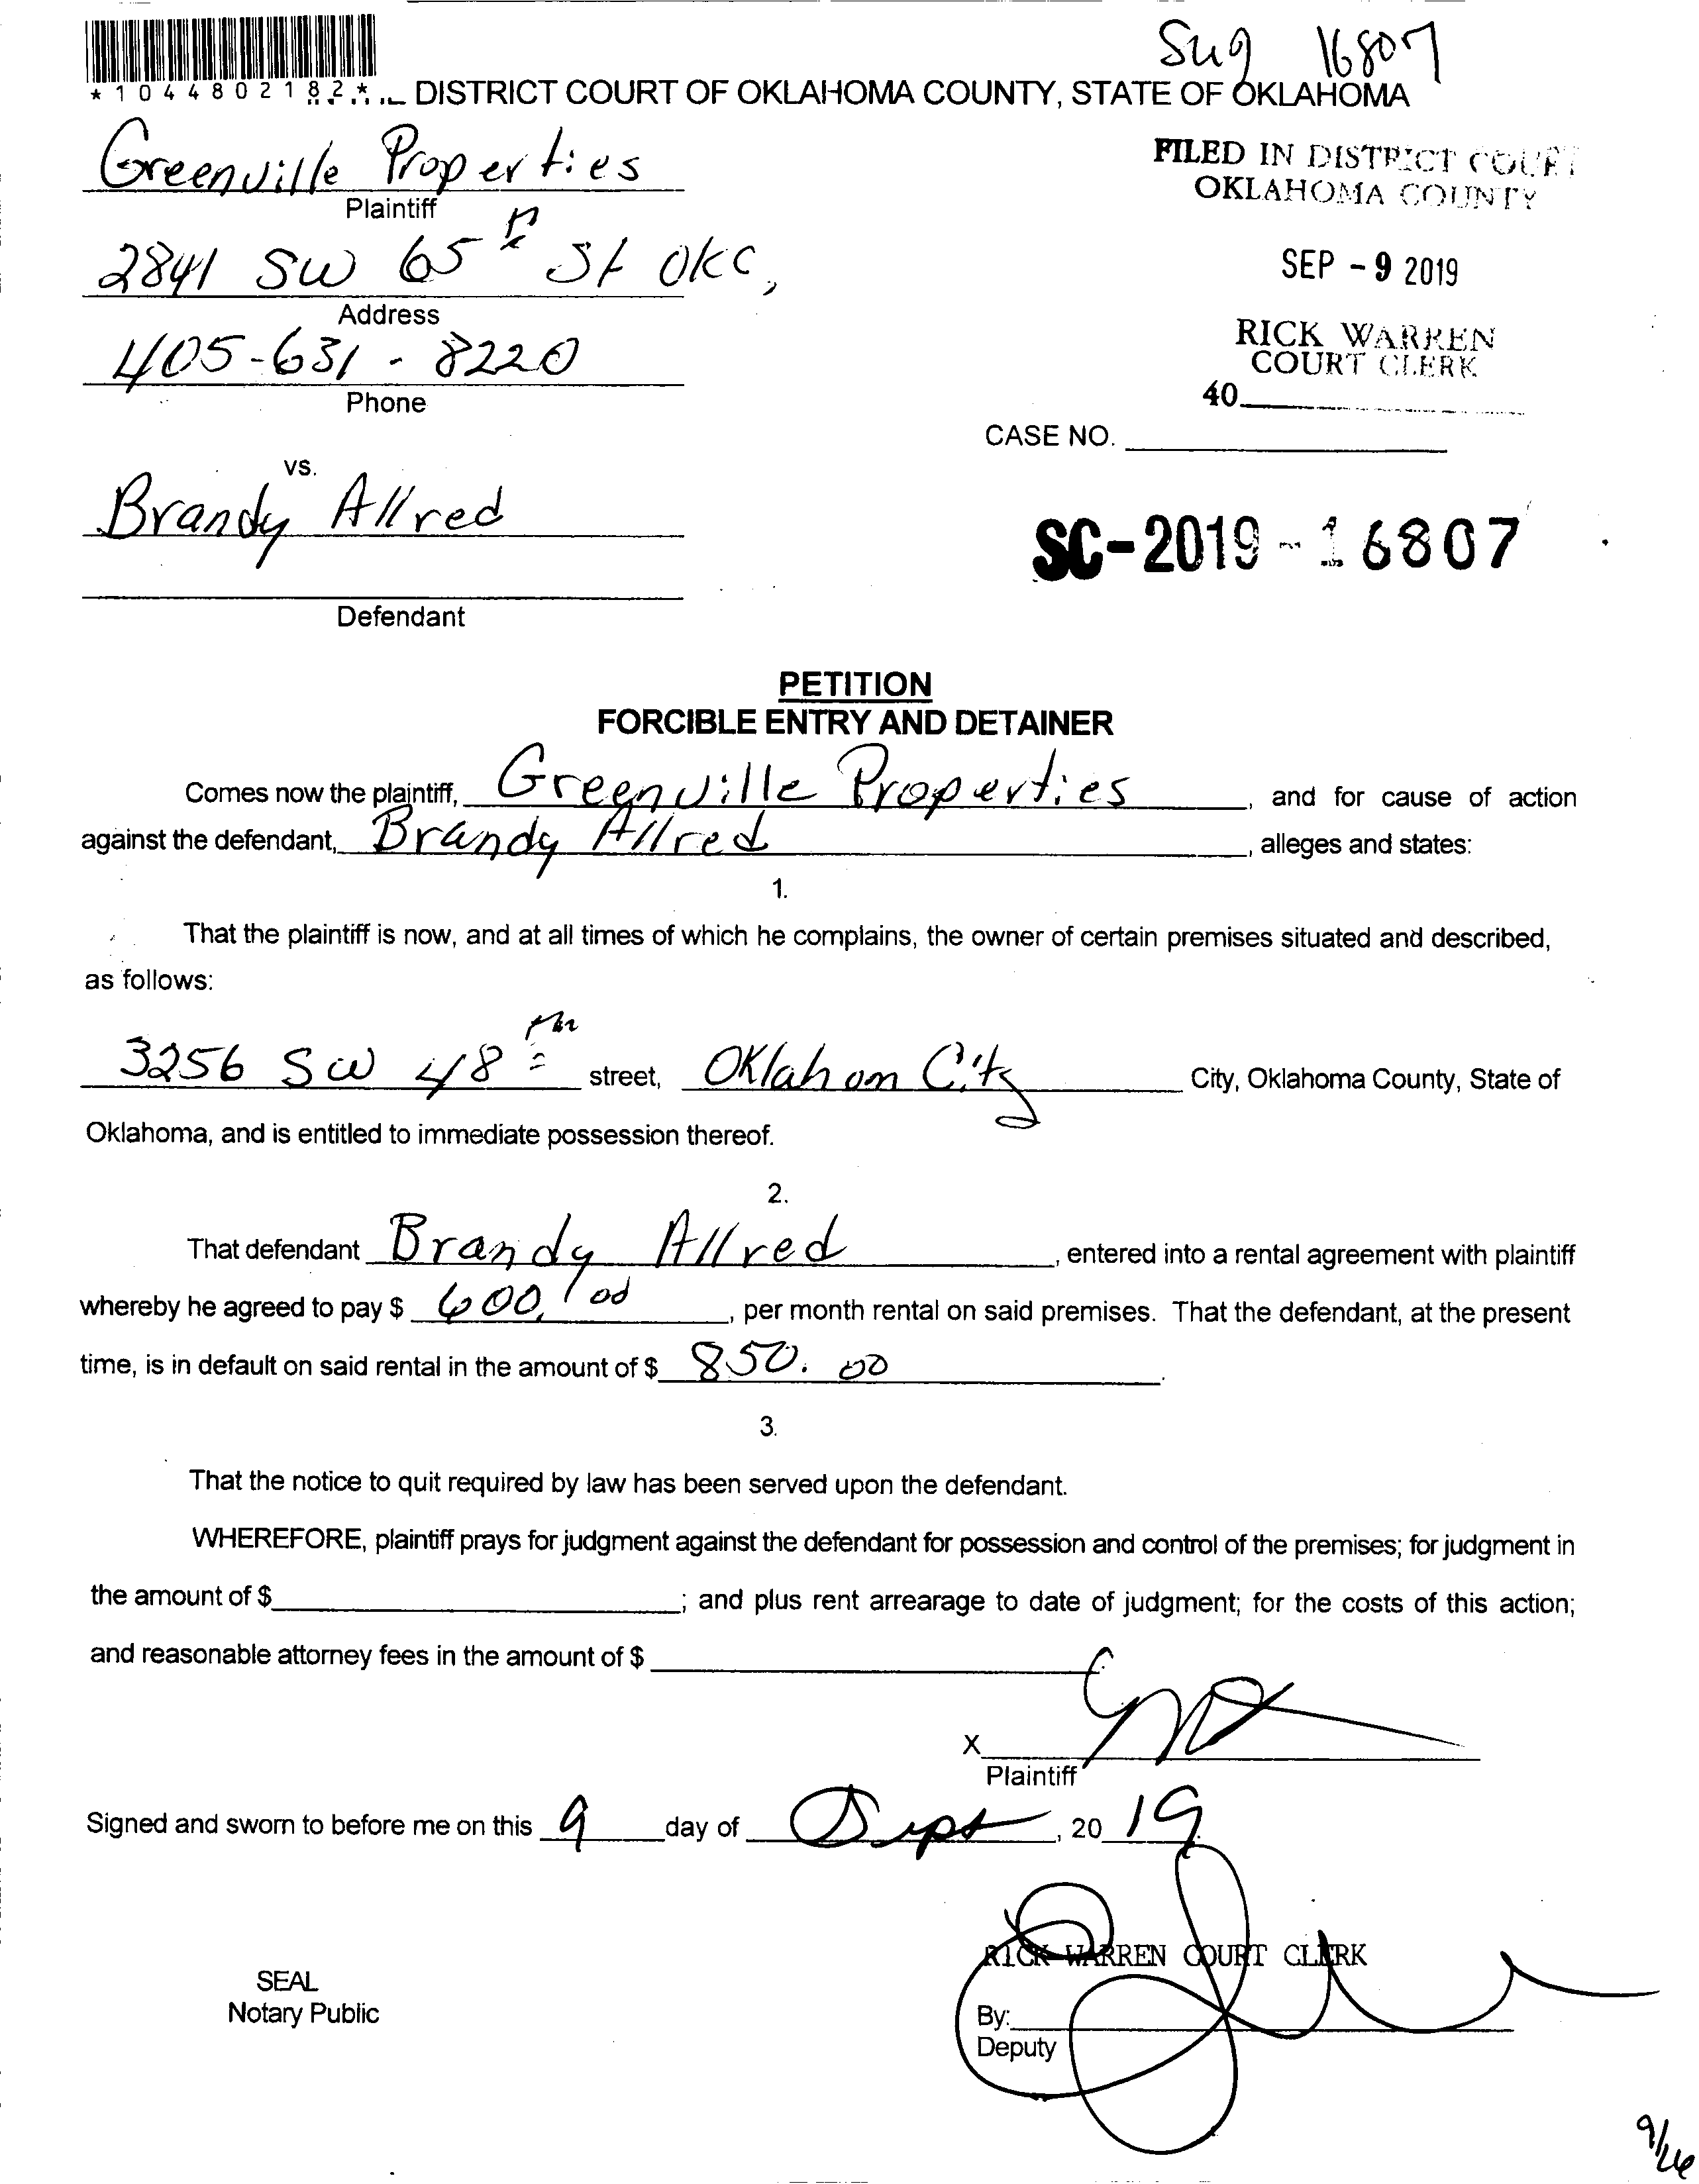 Sug 16807
*1044802182*
DISTRICT COURT OF OKLAHOMA COUNTY, STATE OF OKLAHOMA
Greenville Properties
Plaintiff
FILED IN DISTRICT COURT
OKLAHOMA COUNTY
2841 SW 65th St OKC,
Address
SEP - 9 2019
405-631-8220
Phone
RICK WARREN
COURT CLERK
40
CASE NO.
vs.
Brandy Allred
SC-2019-16807
Defendant
PETITION
FORCIBLE ENTRY AND DETAINER
Comes now the plaintiff, Greenville Properties, and for cause of action
against the defendant, Brandy Allred, alleges and states:
1.
That the plaintiff is now, and at all times of which he complains, the owner of certain premises situated and described,
as follows:
3256 SW 48th street, Oklahom City City, Oklahoma County, State of
Oklahoma, and is entitled to immediate possession thereof.
2.
That defendant Brandy Allred, entered into a rental agreement with plaintiff
whereby he agreed to pay $ 600,/00, per month rental on said premises. That the defendant, at the present
time, is in default on said rental in the amount of $ 850.00.
3.
That the notice to quit required by law has been served upon the defendant.
WHEREFORE, plaintiff prays for judgment against the defendant for possession and control of the premises; for judgment in
the amount of $ ; and plus rent arrearage to date of judgment; for the costs of this action;
and reasonable attorney fees in the amount of $
X
Plaintiff
Signed and sworn to before me on this 9 day of Sept, 20 19.
RICK WARREN COURT CLERK
SEAL
Notary Public
By:
Deputy
9/26